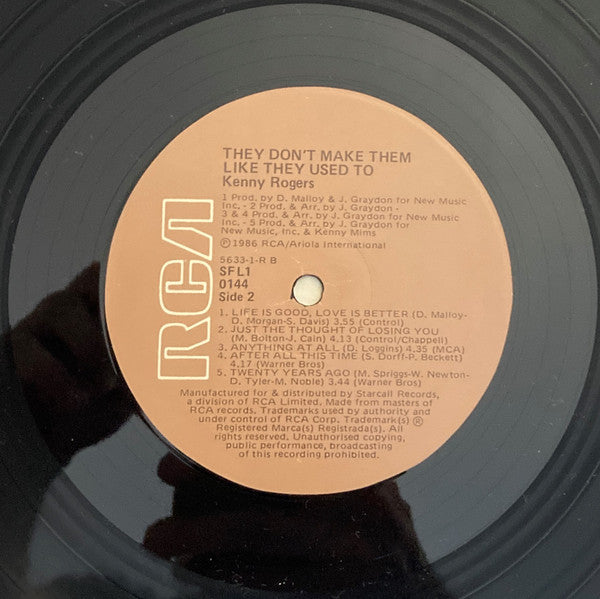 RCA
THEY DON'T MAKE THEM
LIKE THEY USED TO
Kenny Rogers
1 Prod. by D. Malloy & J. Graydon for New Music
Inc. - 2 Prod. & Arr. by J. Graydon -
3 & 4 Prod. & Arr. by J. Graydon for New Music
Inc. - 5 Prod. & Arr. by J. Graydon for
New Music, Inc. & Kenny Mims
Ⓟ 1986 RCA/Ariola International
5633-1-R B
SFL1
0144
Side 2
1. LIFE IS GOOD, LOVE IS BETTER (D. Malloy-
D. Morgan-S. Davis) 3.55 (Control)
2. JUST THE THOUGHT OF LOSING YOU
(M. Bolton-J. Cain) 4.13 (Control/Chappell)
3. ANYTHING AT ALL (D. Loggins) 4.35 (MCA)
4. AFTER ALL THIS TIME (S. Dorff-P. Beckett)
4.17 (Warner Bros)
5. TWENTY YEARS AGO (M. Spriggs-W. Newton-
D. Tyler-M. Noble) 3.44 (Warner Bros)
Manufactured for & distributed by Starcall Records,
a division of RCA Limited. Made from masters of
RCA records. Trademarks used by authority and
under control of RCA Corp. Trademark(s) ®
Registered Marca(s) Registrada(s). All
rights reserved. Unauthorised copying,
public performance, broadcasting
of this recording prohibited.